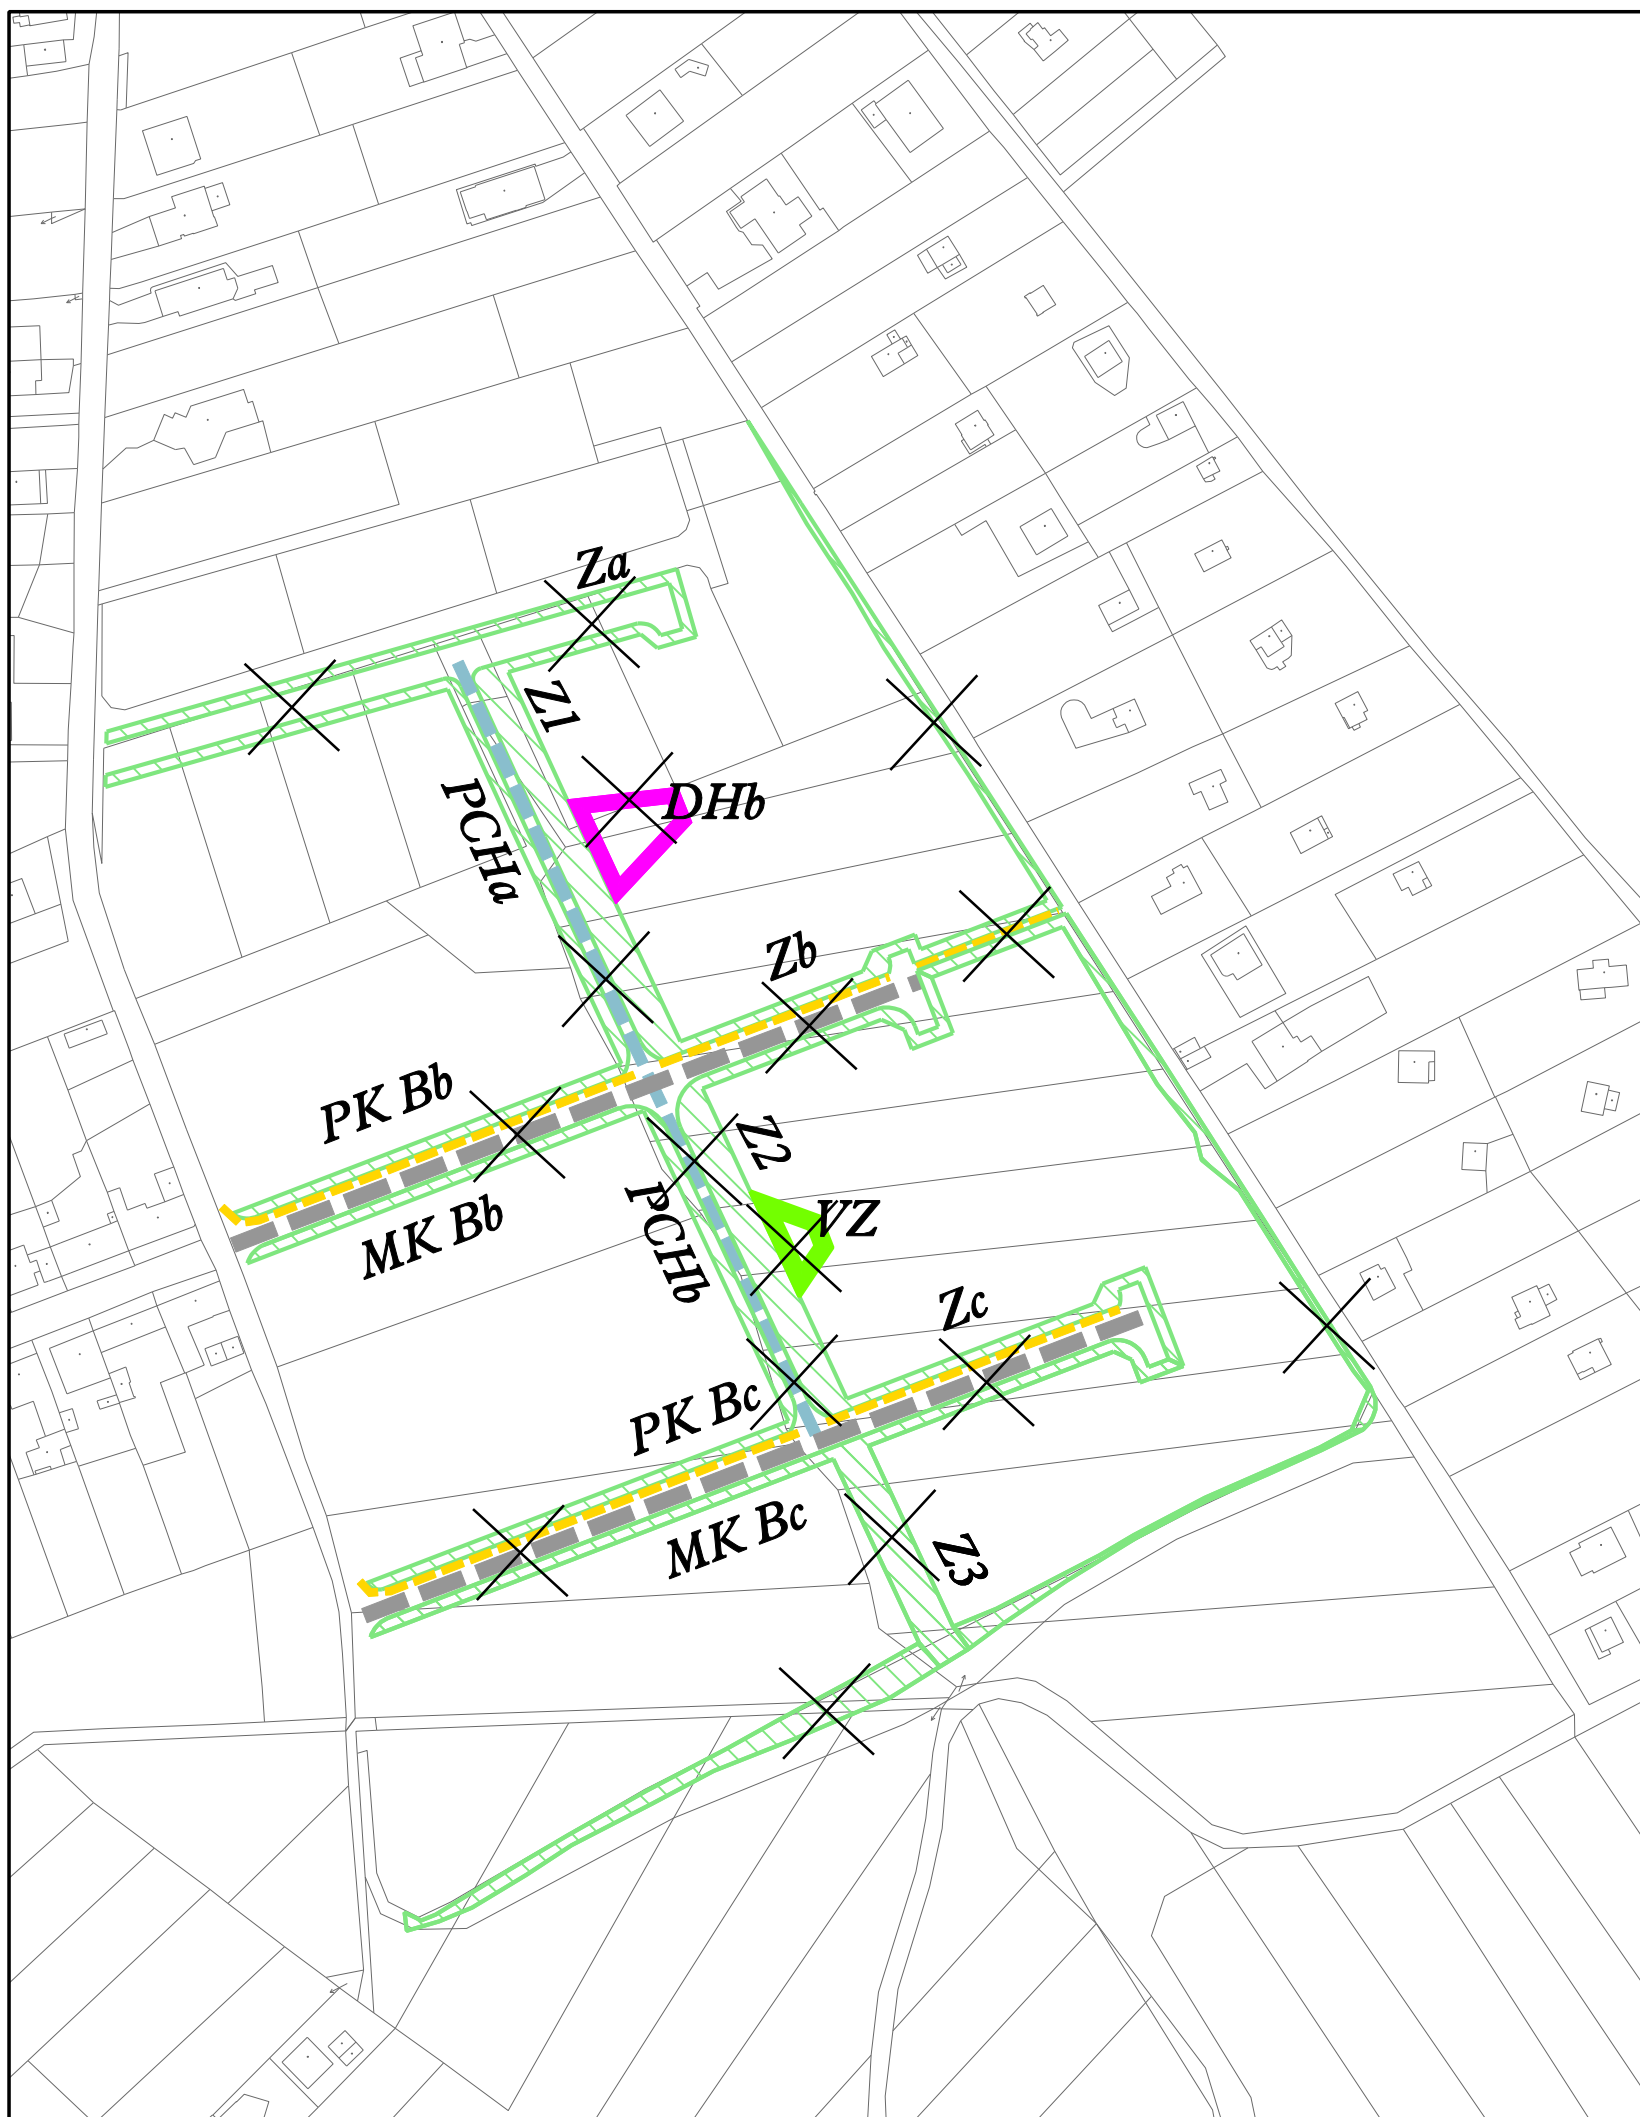 Za
Z1
DHb
PCHa
Zb
PK Bb
Z2
MK Bb
PCHb
VZ
Zc
PK Bc
MK Bc
Z3